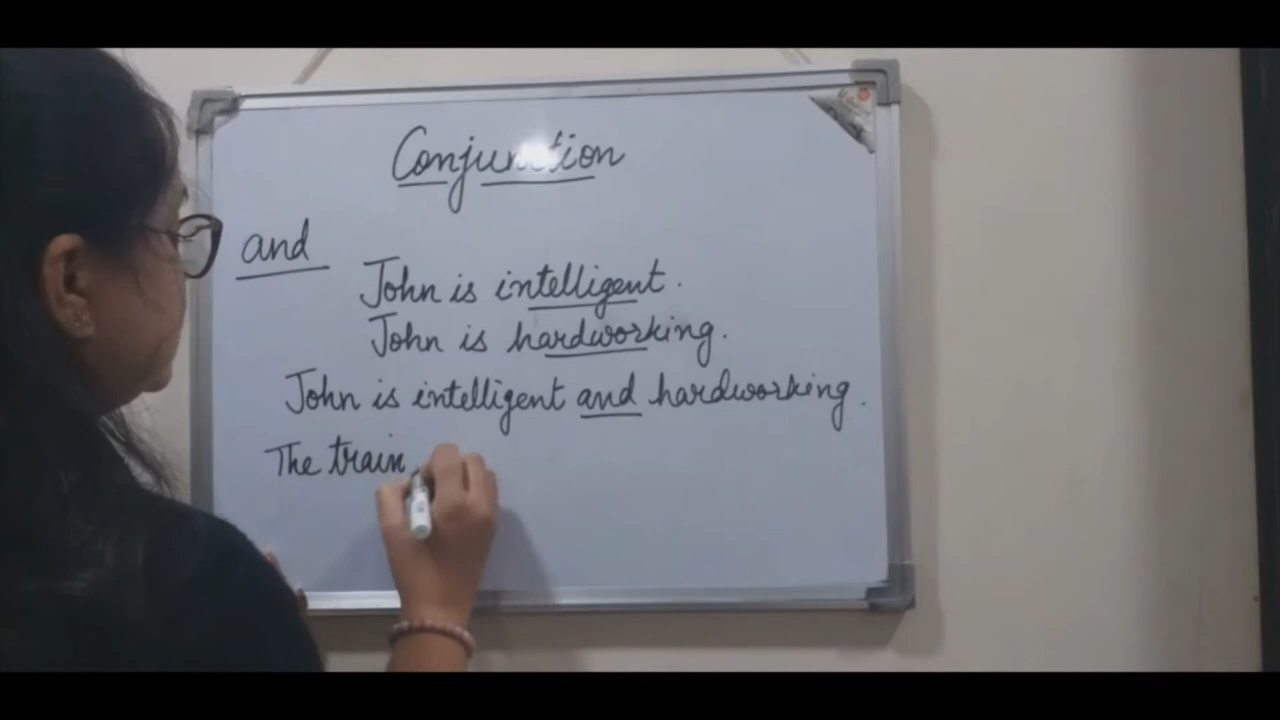 Conjunction
and
John is intelligent.
John is hardworking.
John is intelligent and hardworking.
The train